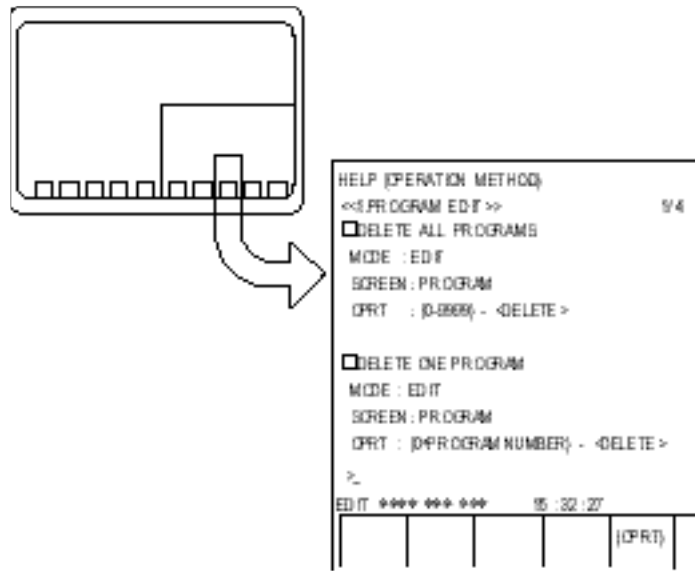 HELP (OPERATION METHOD)
<<1.PROGRAM EDIT>> 1/4
DELETE ALL PROGRAMS
MODE : EDIT
SCREEN : PROGRAM
OPRT : (0-9999) - <DELETE>
DELETE ONE PROGRAM
MODE : EDIT
SCREEN : PROGRAM
OPRT : (0+PROGRAM NUMBER) - <DELETE>
>_
EDIT **** *** *** 15 : 32 : 27
(OPRT)